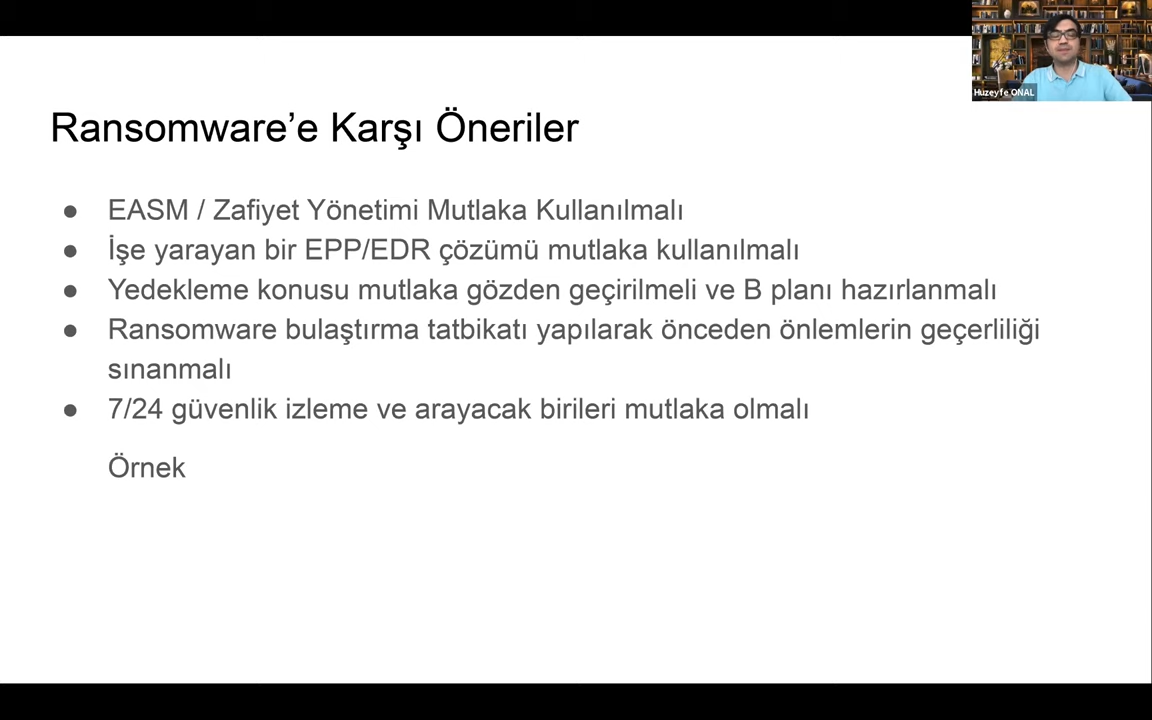 Huzeyfe ONAL
Ransomware’e Karşı Öneriler
● EASM / Zafiyet Yönetimi Mutlaka Kullanılmalı
● İşe yarayan bir EPP/EDR çözümü mutlaka kullanılmalı
● Yedekleme konusu mutlaka gözden geçirilmeli ve B planı hazırlanmalı
● Ransomware bulaştırma tatbikatı yapılarak önceden önlemlerin geçerliliği
sınanmalı
● 7/24 güvenlik izleme ve arayacak birileri mutlaka olmalı
Örnek